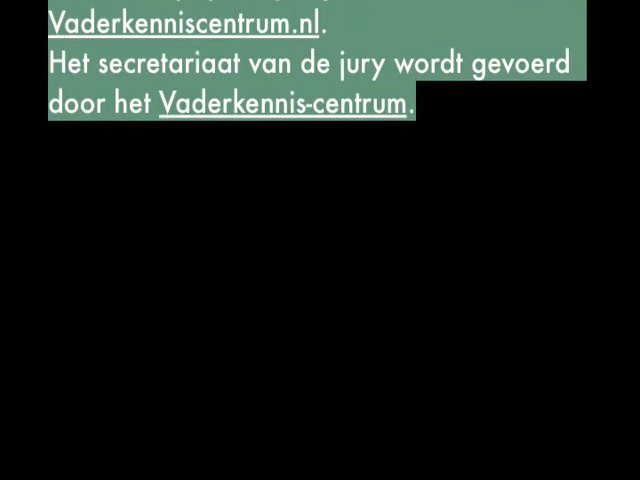 Vaderkenniscentrum.nl.
Het secretariaat van de jury wordt gevoerd
door het Vaderkennis-centrum.